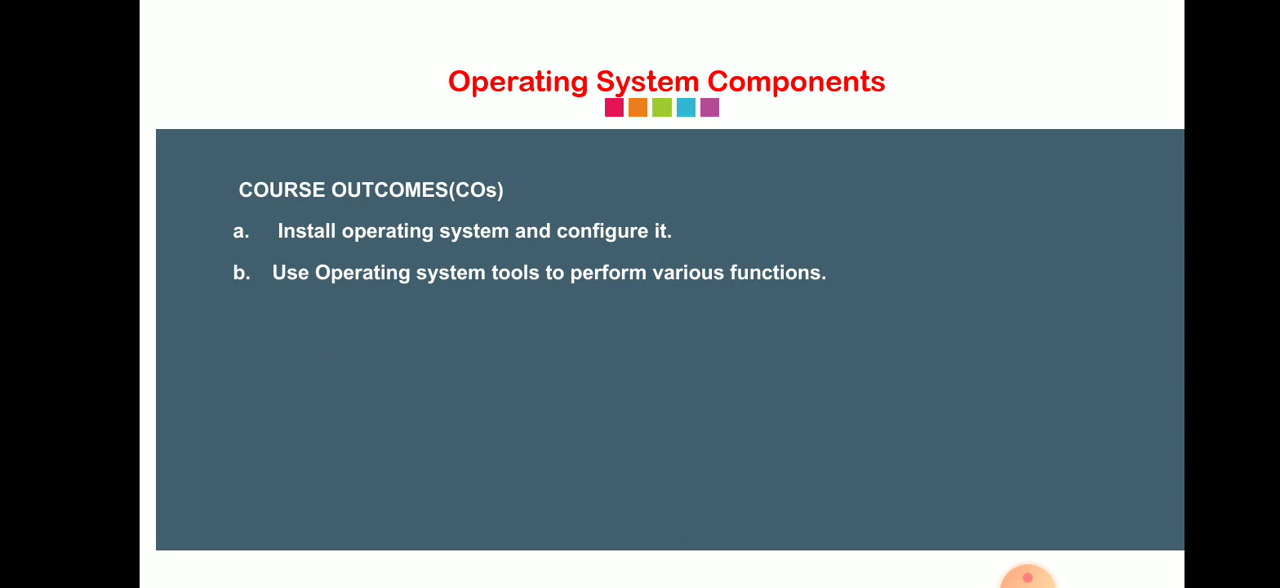 Operating System Components
COURSE OUTCOMES(COs)
a. Install operating system and configure it.
b. Use Operating system tools to perform various functions.